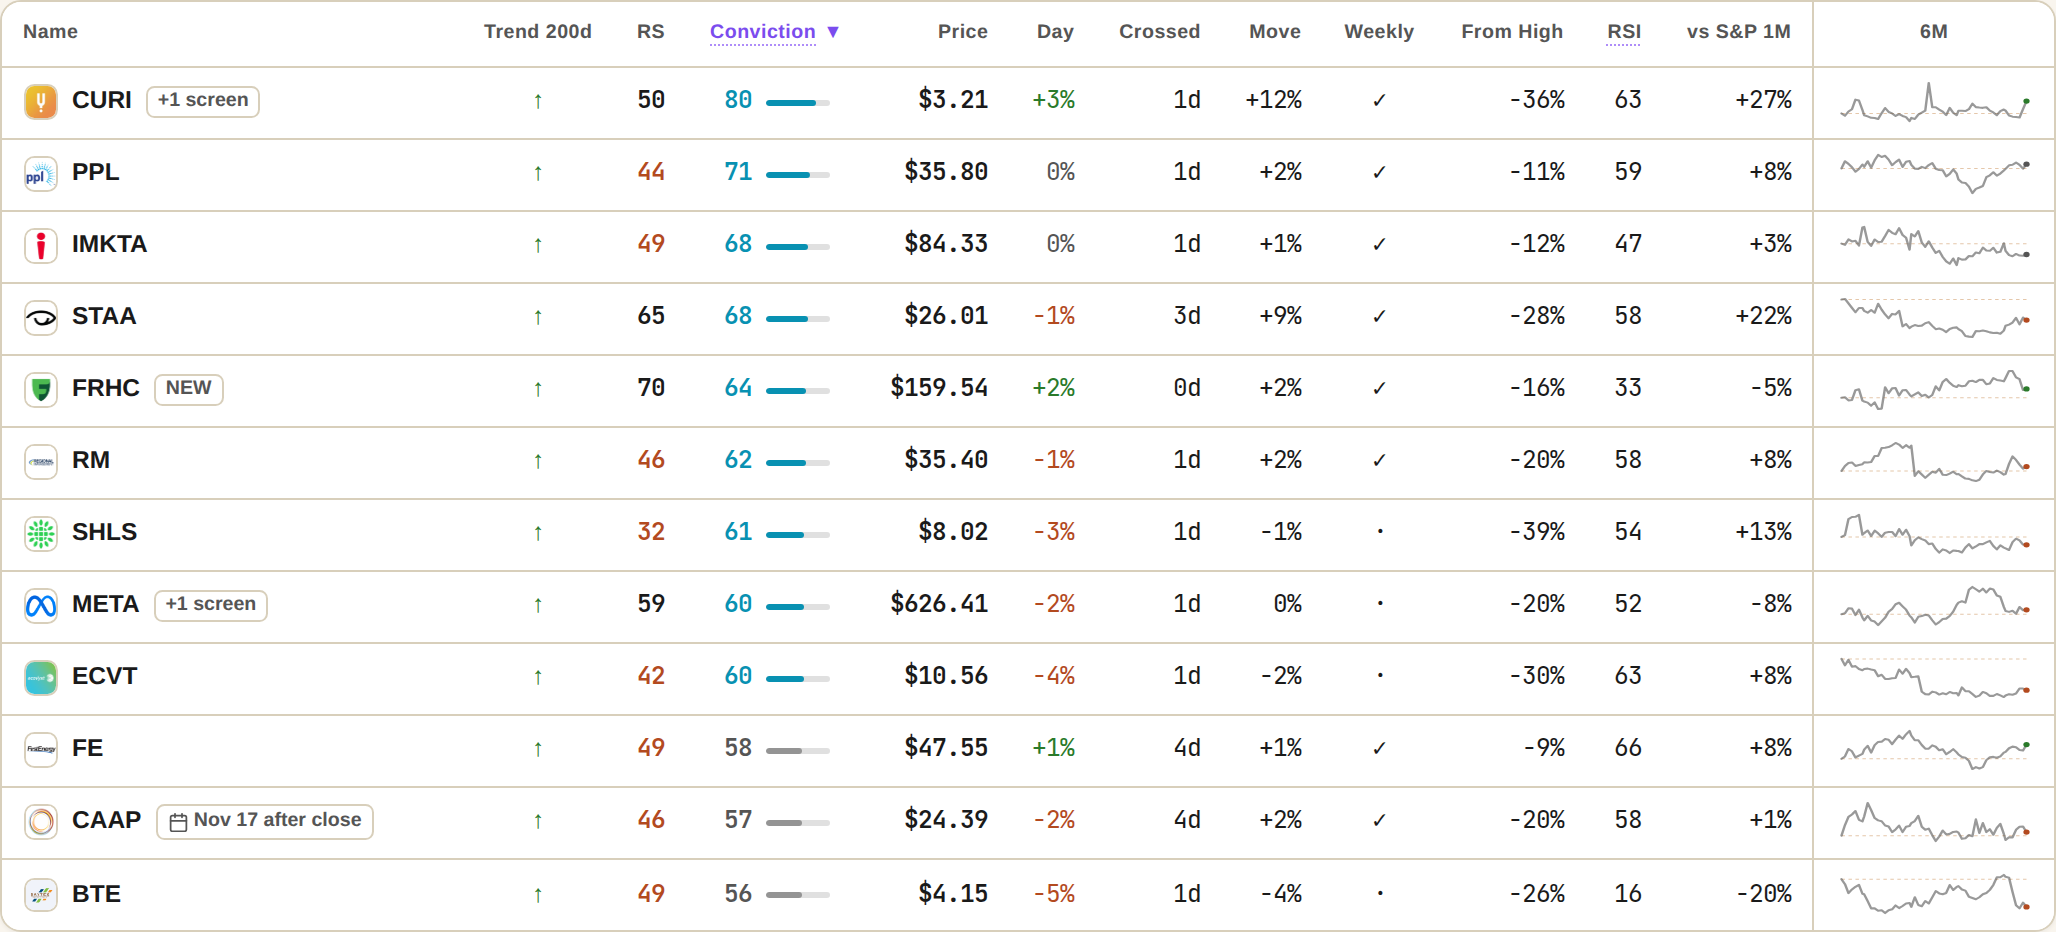 Name Trend 200d RS Conviction ▼ Price Day Crossed Move Weekly From High RSI vs S&P 1M 6M
CURI +1 screen ↑ 50 80 $3.21 +3% 1d +12% ✓ -36% 63 +27%
ppl PPL ↑ 44 71 $35.80 0% 1d +2% ✓ -11% 59 +8%
IMKTA ↑ 49 68 $84.33 0% 1d +1% ✓ -12% 47 +3%
STAA ↑ 65 68 $26.01 -1% 3d +9% ✓ -28% 58 +22%
FRHC NEW ↑ 70 64 $159.54 +2% 0d +2% ✓ -16% 33 -5%
RM ↑ 46 62 $35.40 -1% 1d +2% ✓ -20% 58 +8%
SHLS ↑ 32 61 $8.02 -3% 1d -1% • -39% 54 +13%
META +1 screen ↑ 59 60 $626.41 -2% 1d 0% • -20% 52 -8%
ECVT ↑ 42 60 $10.56 -4% 1d -2% • -30% 63 +8%
FirstEnergy FE ↑ 49 58 $47.55 +1% 4d +1% ✓ -9% 66 +8%
CAAP Nov 17 after close ↑ 46 57 $24.39 -2% 4d +2% ✓ -20% 58 +1%
BTE ↑ 49 56 $4.15 -5% 1d -4% • -26% 16 -20%